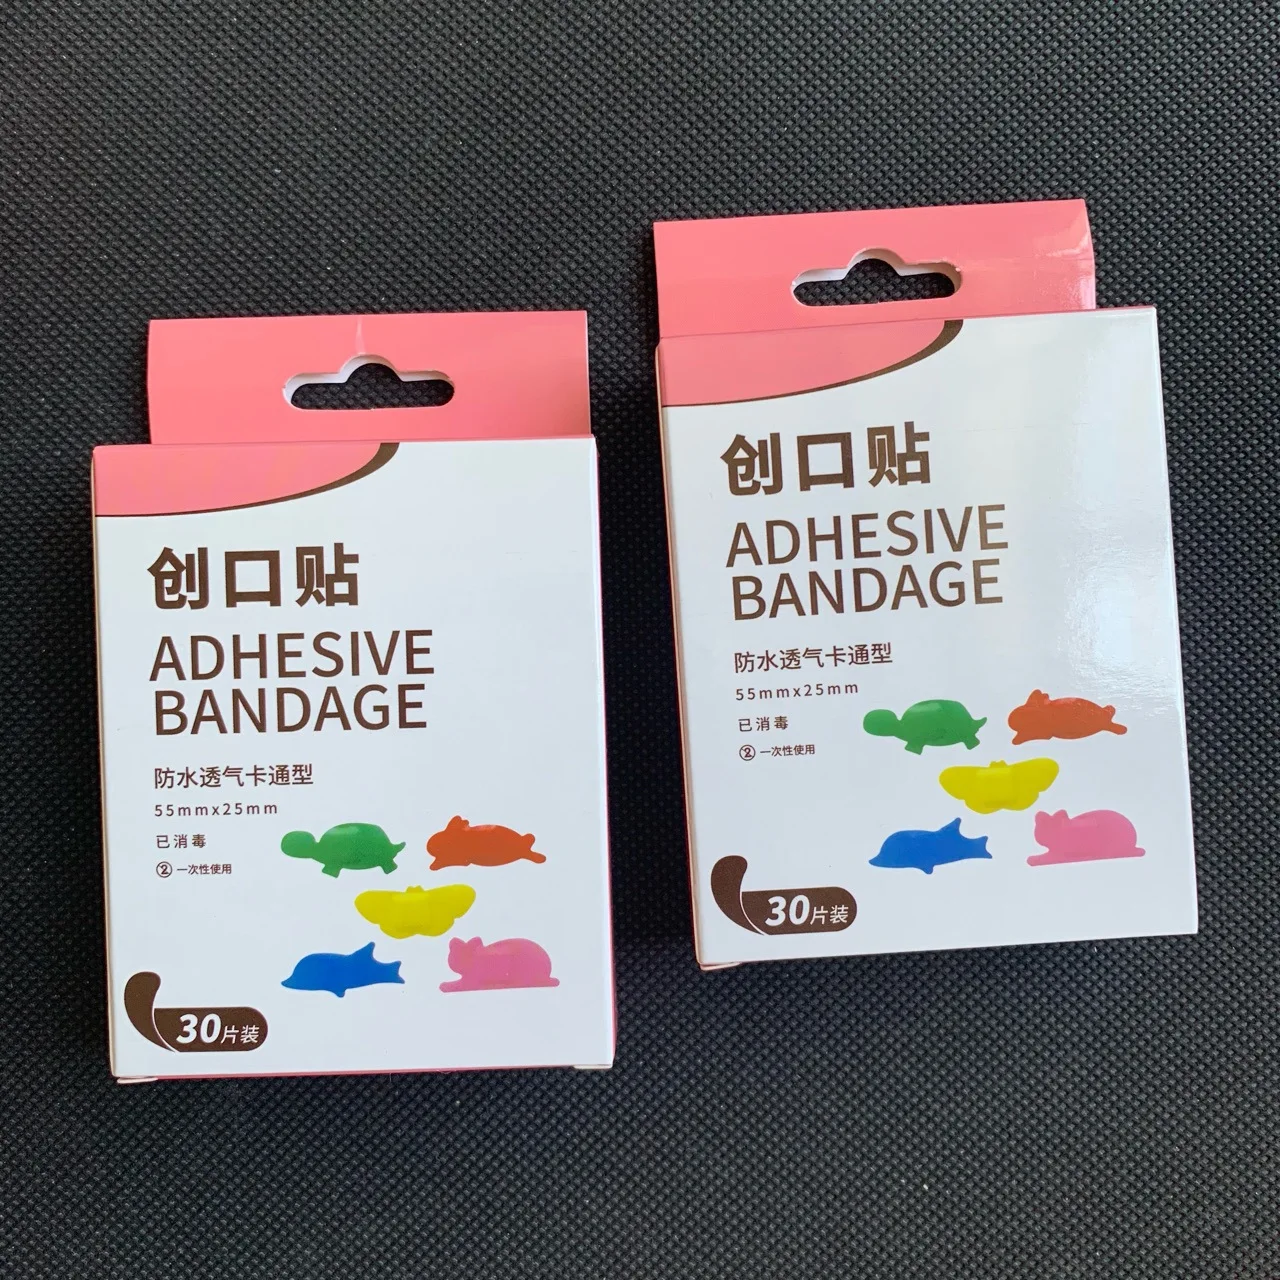 创口贴
ADHESIVE
BANDAGE
防水透气卡通型
55mmx25mm
已消毒
② 一次性使用
30片装
创口贴
ADHESIVE
BANDAGE
防水透气卡通型
55mmx25mm
已消毒
② 一次性使用
30片装